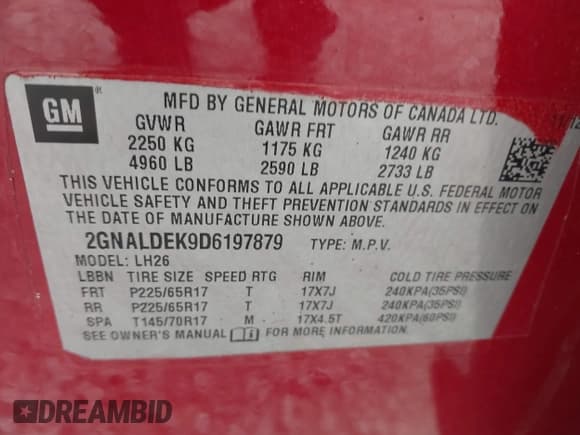 GM ®
MFD BY GENERAL MOTORS OF CANADA LTD.
GVWR GAWR FRT GAWR RR
2250 KG 1175 KG 1240 KG
4960 LB 2590 LB 2733 LB
THIS VEHICLE CONFORMS TO ALL APPLICABLE U.S. FEDERAL MOTOR
VEHICLE SAFETY AND THEFT PREVENTION STANDARDS IN EFFECT ON
THE DATE OF MANUFACTURE SHOWN ABOVE.
2GNALDEK9D6197879 TYPE: M.P.V.
MODEL: LH26
LBBN TIRE SIZE SPEED RTG RIM COLD TIRE PRESSURE
FRT P225/65R17 T 17X7J 240KPA(35PSI)
RR P225/65R17 T 17X7J 240KPA(35PSI)
SPA T145/70R17 M 17X4.5T 420KPA(60PSI)
SEE OWNER'S MANUAL FOR MORE INFORMATION.
DREAMBID